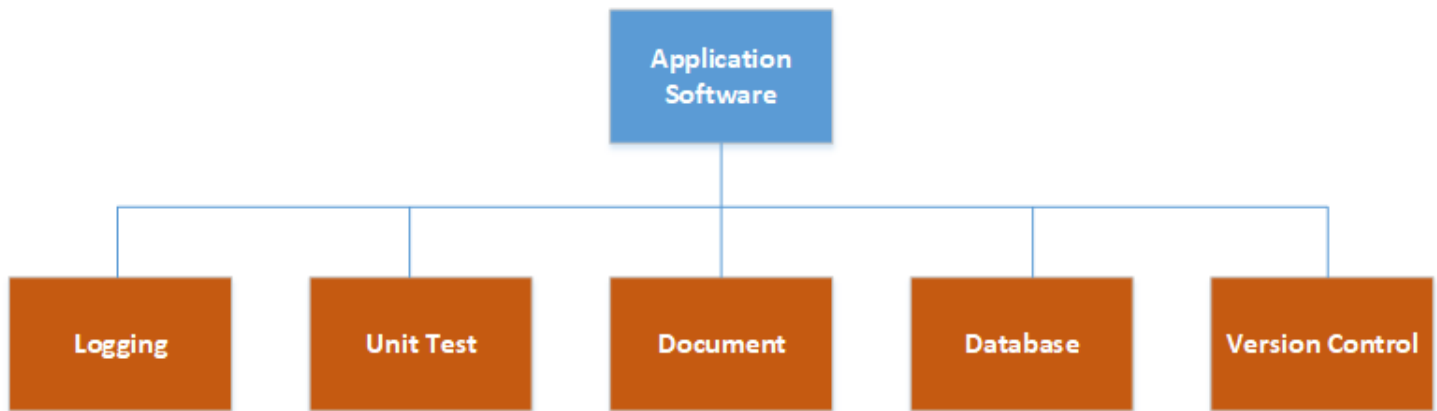 Application
Software
Logging
Unit Test
Document
Database
Version Control